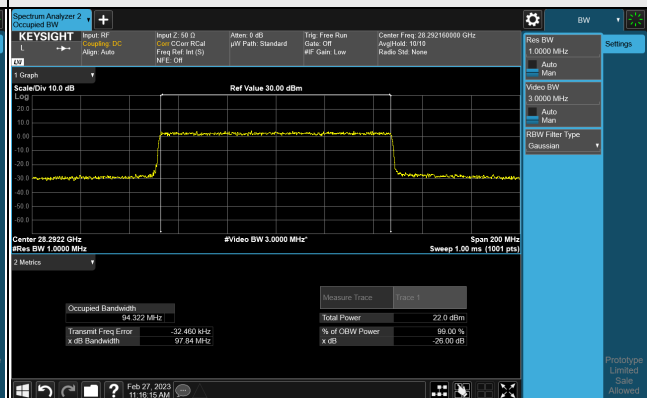 Spectrum Analyzer 2
Occupied BW
KEYSIGHT
L
Input: RF
Coupling: DC
Align: Auto
Input Z: 50 Ω
Corr CCorr RCal
Freq Ref: Int (S)
NFE: Off
Atten: 0 dB
µW Path: Standard
Trig: Free Run
Gate: Off
#IF Gain: Low
Center Freq: 28.292160000 GHz
Avg|Hold: 10/10
Radio Std: None
LXI
1 Graph
Scale/Div 10.0 dB
Ref Value 30.00 dBm
Log
20.0
10.0
0.00
-10.0
-20.0
-30.0
-40.0
-50.0
-60.0
Center 28.2922 GHz
#Video BW 3.0000 MHz*
Span 200 MHz
#Res BW 1.0000 MHz
Sweep 1.00 ms (1001 pts)
2 Metrics
Measure Trace
Trace 1
Occupied Bandwidth
94.322 MHz
Total Power
22.0 dBm
Transmit Freq Error
-32.460 kHz
% of OBW Power
99.00 %
x dB Bandwidth
97.84 MHz
x dB
-26.00 dB
?
Feb 27, 2023
11:16:15 AM
BW
Res BW
1.0000 MHz
Auto
Man
Video BW
3.0000 MHz
Auto
Man
RBW Filter Type
Gaussian
Settings
Prototype
Limited
Sale
Allowed